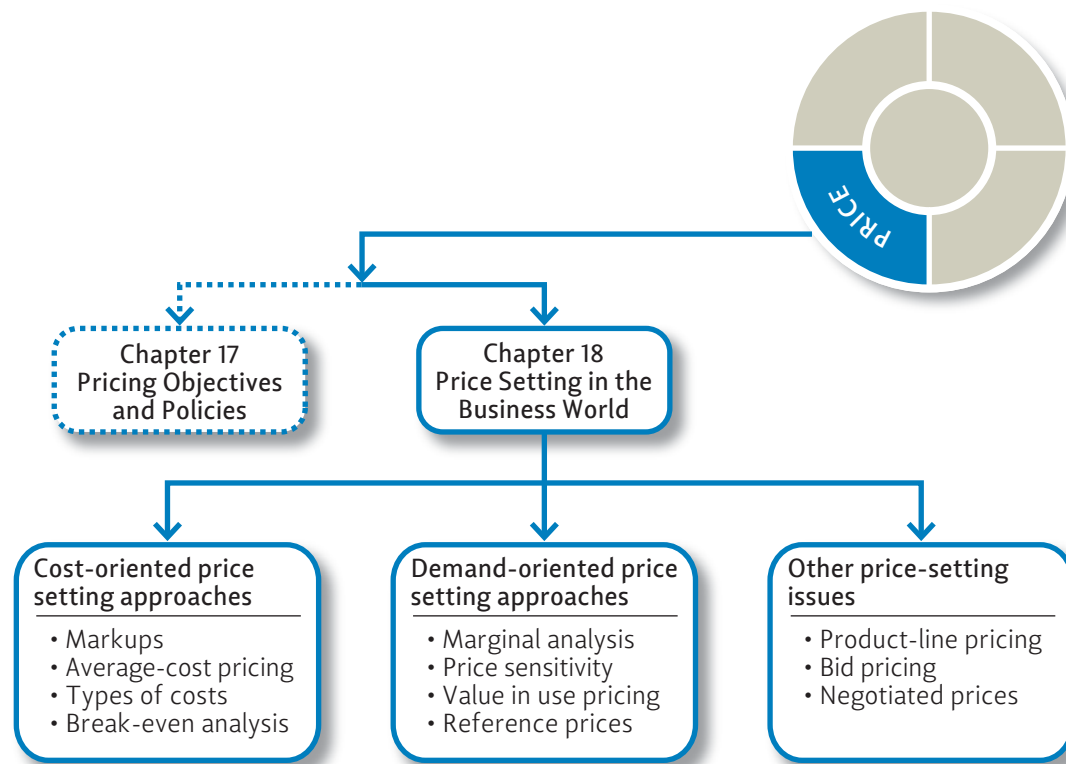 PRICE
Chapter 17
Pricing Objectives
and Policies
Chapter 18
Price Setting in the
Business World
Cost-oriented price
setting approaches
• Markups
• Average-cost pricing
• Types of costs
• Break-even analysis
Demand-oriented price
setting approaches
• Marginal analysis
• Price sensitivity
• Value in use pricing
• Reference prices
Other price-setting
issues
• Product-line pricing
• Bid pricing
• Negotiated prices